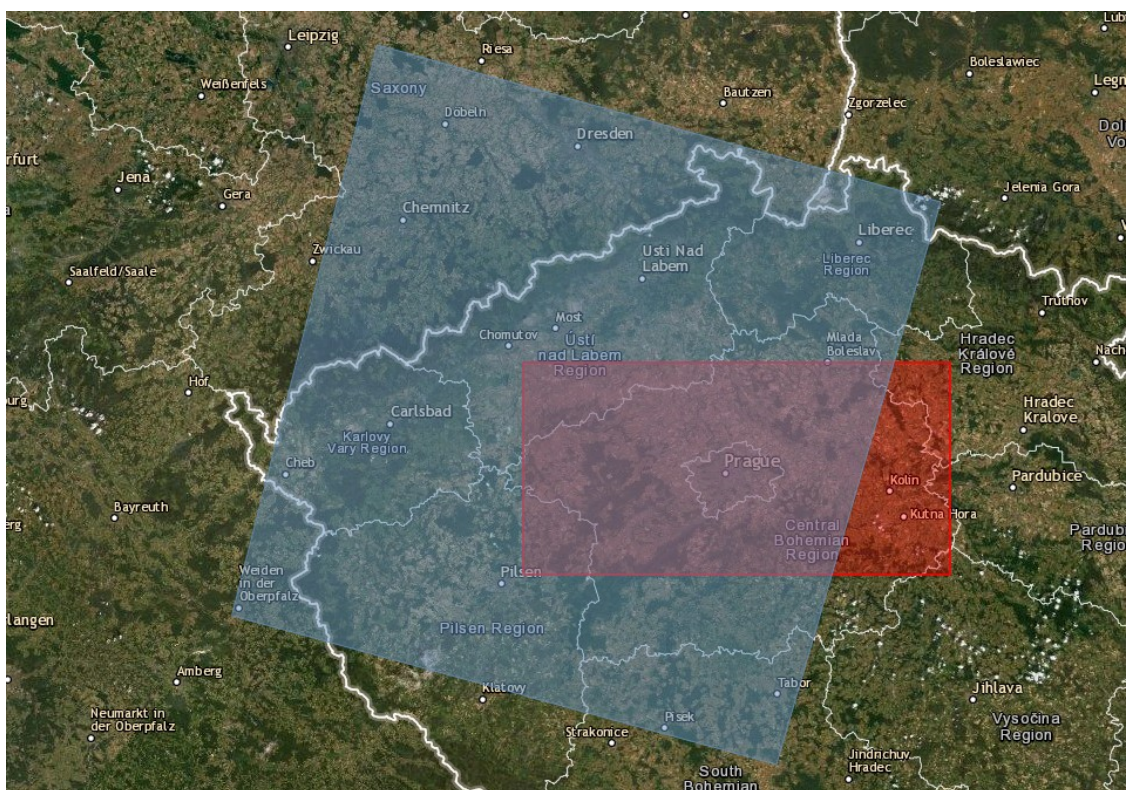 Leipzig
Riesa
Boleslawiec
Weißenfels
Saxony
Bautzen
Zgorzelec
Legn
Döbeln
Dresden
Dol
Vo
erfurt
Jena
Gera
Jelenia Gora
Chemnitz
Zwickau
Liberec
Usti Nad
Labem
Liberec
Region
Saalfeld/Saale
Trutnov
Most
Chomutov
Ústí
nad Labem
Region
Mlada
Boleslav
Hradec
Králové
Region
Nach
Hof
Carlsbad
Hradec
Kralove
Karlovy
Vary Region
Cheb
Prague
Pardubice
Kolin
Bayreuth
Kutna Hora
Central
Bohemian
Region
Pardub
Regio
Pilsen
Weiden
in der
Oberpfalz
rlangen
Pilsen Region
Amberg
Klatovy
Tabor
Jihlava
Neumarkt in
der Oberpfalz
Pisek
Strakonice
Vysočina
Region
Jindrichuv
Hradec
South
Bohemian